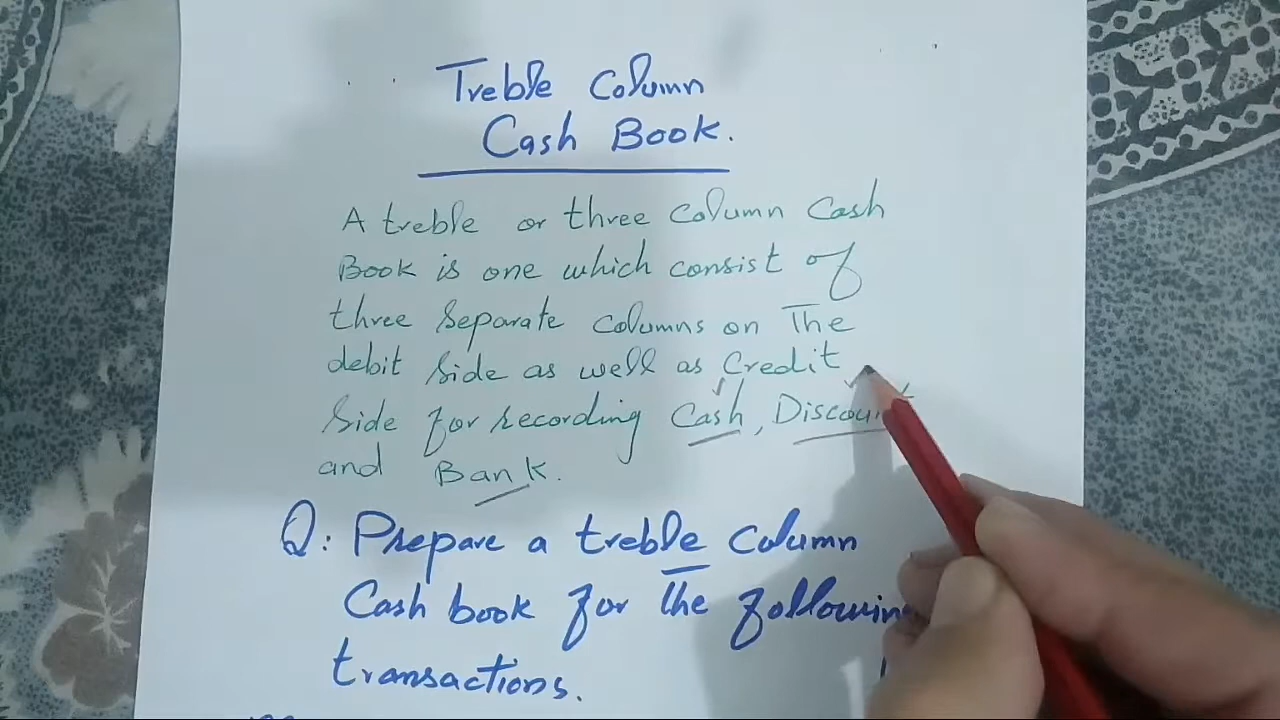 Treble Column
Cash Book.
A treble or three column Cash
Book is one which consist of
three separate columns on The
debit side as well as Credit
side for recording Cash, Discount
and Bank.
Q: Prepare a treble column
Cash book for the following
transactions.